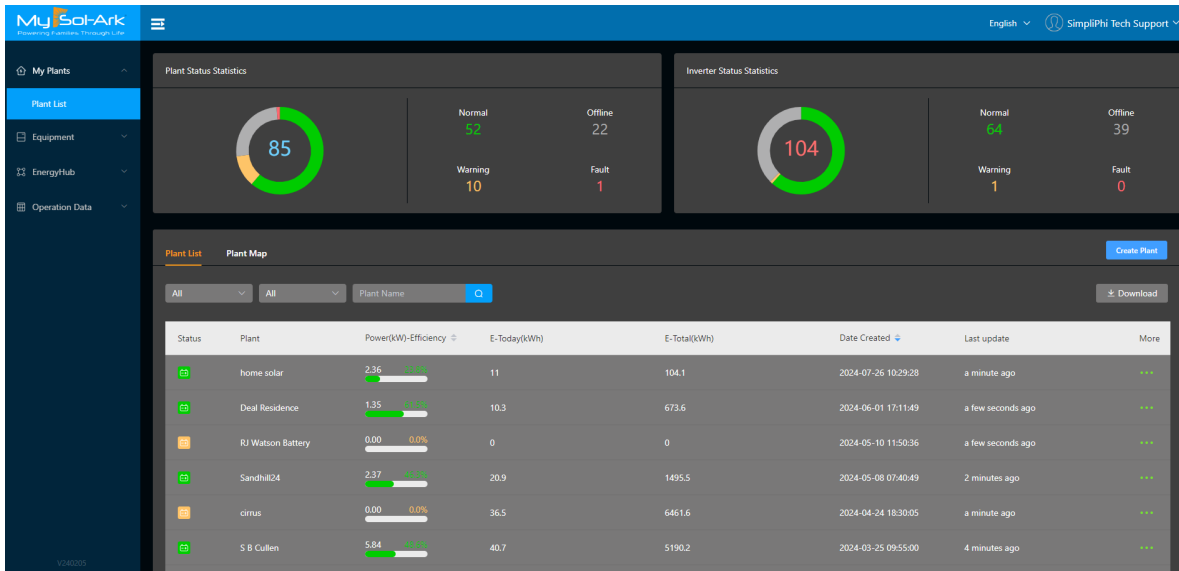 My Sol-Ark
Powering Families Through Life
English
SimpliPhi Tech Support
My Plants
Plant List
Equipment
EnergyHub
Operation Data
V240205
Plant Status Statistics
85
Normal
52
Offline
22
Warning
10
Fault
1
Inverter Status Statistics
104
Normal
64
Offline
39
Warning
1
Fault
0
Plant List Plant Map
Create Plant
All All Plant Name
Download
Status Plant Power(kW)-Efficiency E-Today(kWh) E-Total(kWh) Date Created Last update More
home solar 2.36 11 104.1 2024-07-26 10:29:28 a minute ago
Deal Residence 1.35 10.3 673.6 2024-06-01 17:11:49 a few seconds ago
RJ Watson Battery 0.00 0.0% 0 0 2024-05-10 11:50:36 a few seconds ago
Sandhill24 2.37 20.9 1495.5 2024-05-08 07:40:49 2 minutes ago
cirrus 0.00 0.0% 36.5 6461.6 2024-04-24 18:30:05 a minute ago
S B Cullen 5.84 40.7 5190.2 2024-03-25 09:55:00 4 minutes ago